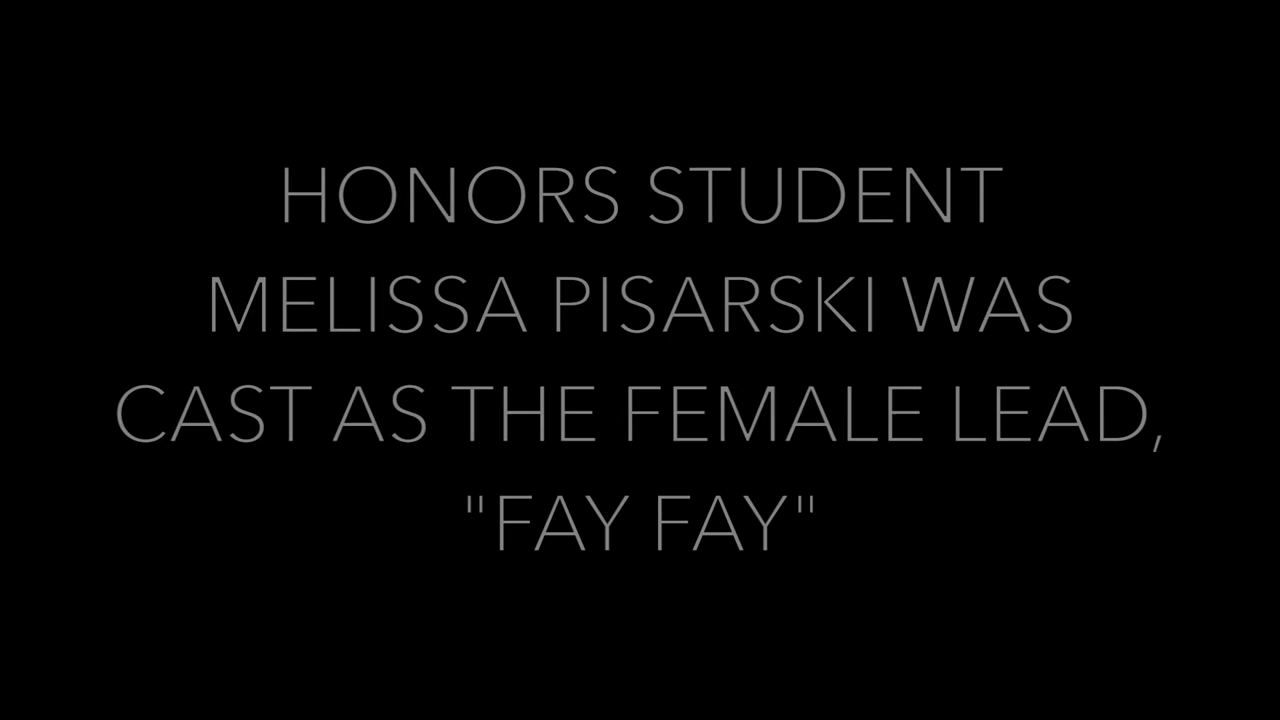 HONORS STUDENT
MELISSA PISARSKI WAS
CAST AS THE FEMALE LEAD,
"FAY FAY"